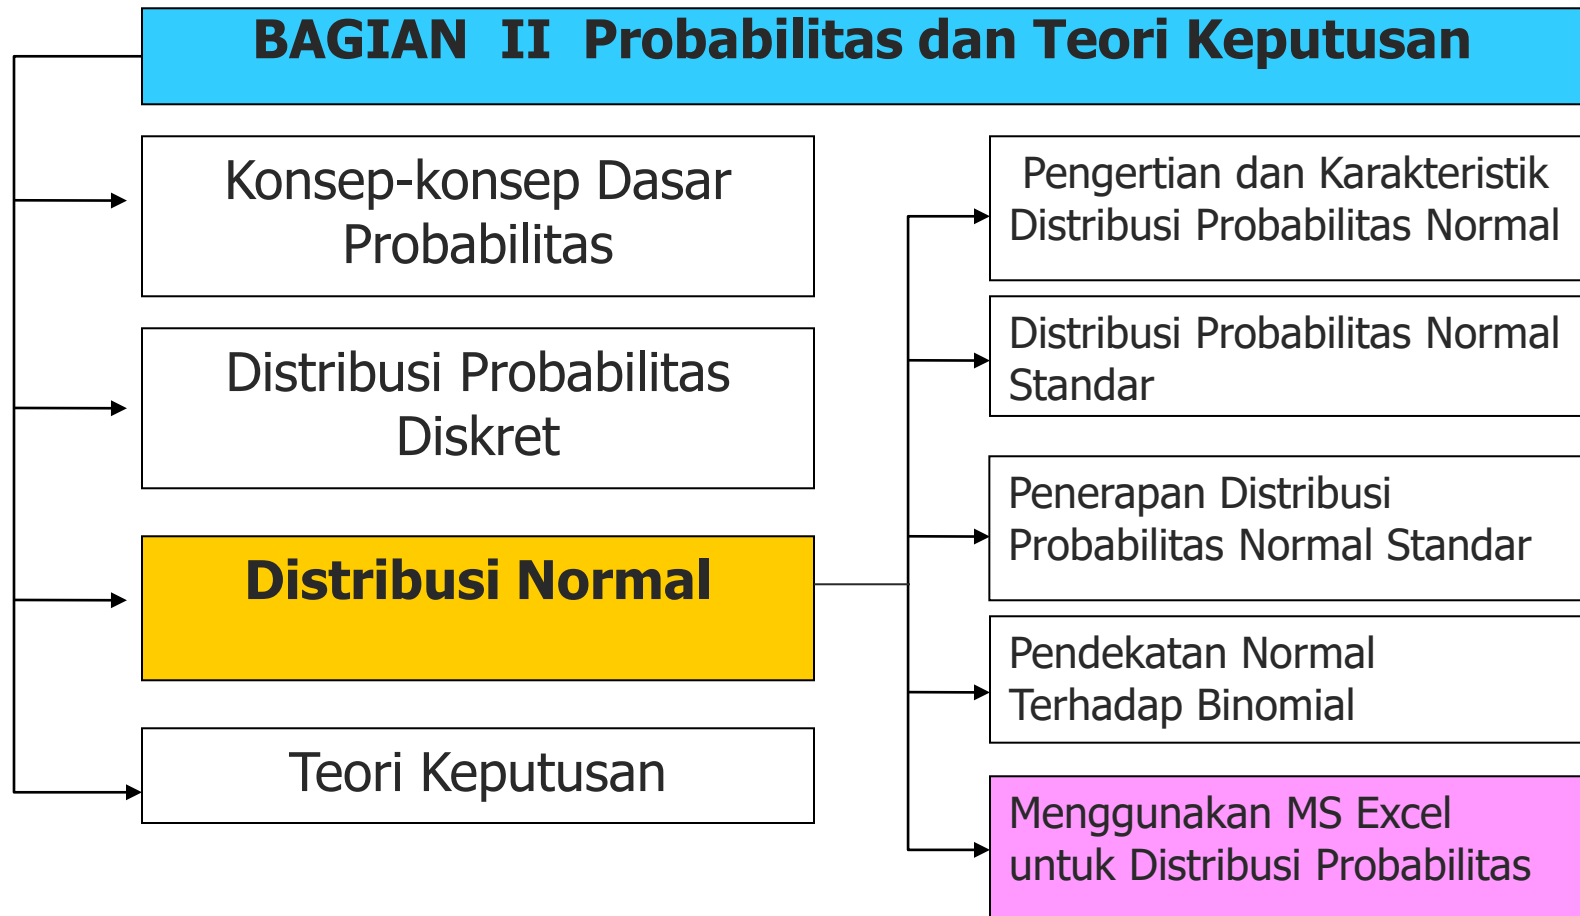 BAGIAN II Probabilitas dan Teori Keputusan
Konsep-konsep Dasar
Probabilitas
Distribusi Probabilitas
Diskret
Distribusi Normal
Teori Keputusan
Pengertian dan Karakteristik
Distribusi Probabilitas Normal
Distribusi Probabilitas Normal
Standar
Penerapan Distribusi
Probabilitas Normal Standar
Pendekatan Normal
Terhadap Binomial
Menggunakan MS Excel
untuk Distribusi Probabilitas